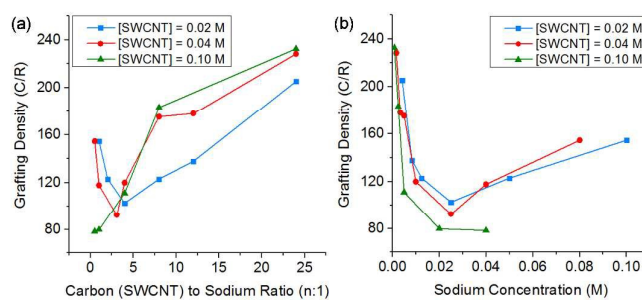 (a)
[SWCNT] = 0.02 M
[SWCNT] = 0.04 M
[SWCNT] = 0.10 M
Grafting Density (C/R)
240
200
160
120
80
0
5
10
15
20
25
Carbon (SWCNT) to Sodium Ratio (n:1)
(b)
[SWCNT] = 0.02 M
[SWCNT] = 0.04 M
[SWCNT] = 0.10 M
Grafting Density (C/R)
240
200
160
120
80
0.00
0.02
0.04
0.06
0.08
0.10
Sodium Concentration (M)